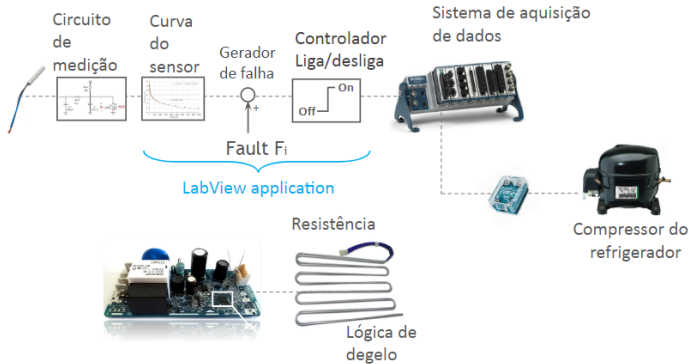 Circuito
de
medição
Curva
do
sensor
Gerador
de falha
+
Controlador
Liga/desliga
On
Off
Fault Fi
LabView application
Sistema de aquisição
de dados
Compressor do
refrigerador
Resistência
Lógica de
degelo